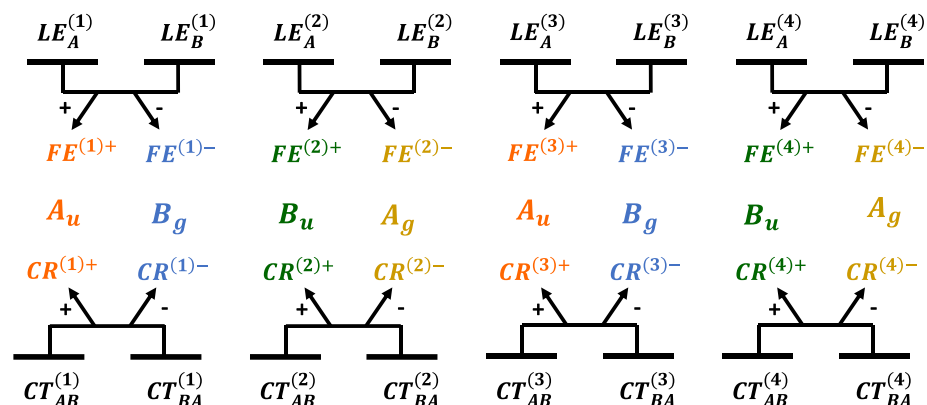 LE_A^(1) LE_B^(1) LE_A^(2) LE_B^(2) LE_A^(3) LE_B^(3) LE_A^(4) LE_B^(4)
+ - + - + - + -
FE^(1)+ FE^(1)− FE^(2)+ FE^(2)− FE^(3)+ FE^(3)− FE^(4)+ FE^(4)−
A_u B_g B_u A_g A_u B_g B_u A_g
CR^(1)+ CR^(1)− CR^(2)+ CR^(2)− CR^(3)+ CR^(3)− CR^(4)+ CR^(4)−
+ - + - + - + -
CT_AB^(1) CT_BA^(1) CT_AB^(2) CT_BA^(2) CT_AB^(3) CT_BA^(3) CT_AB^(4) CT_BA^(4)